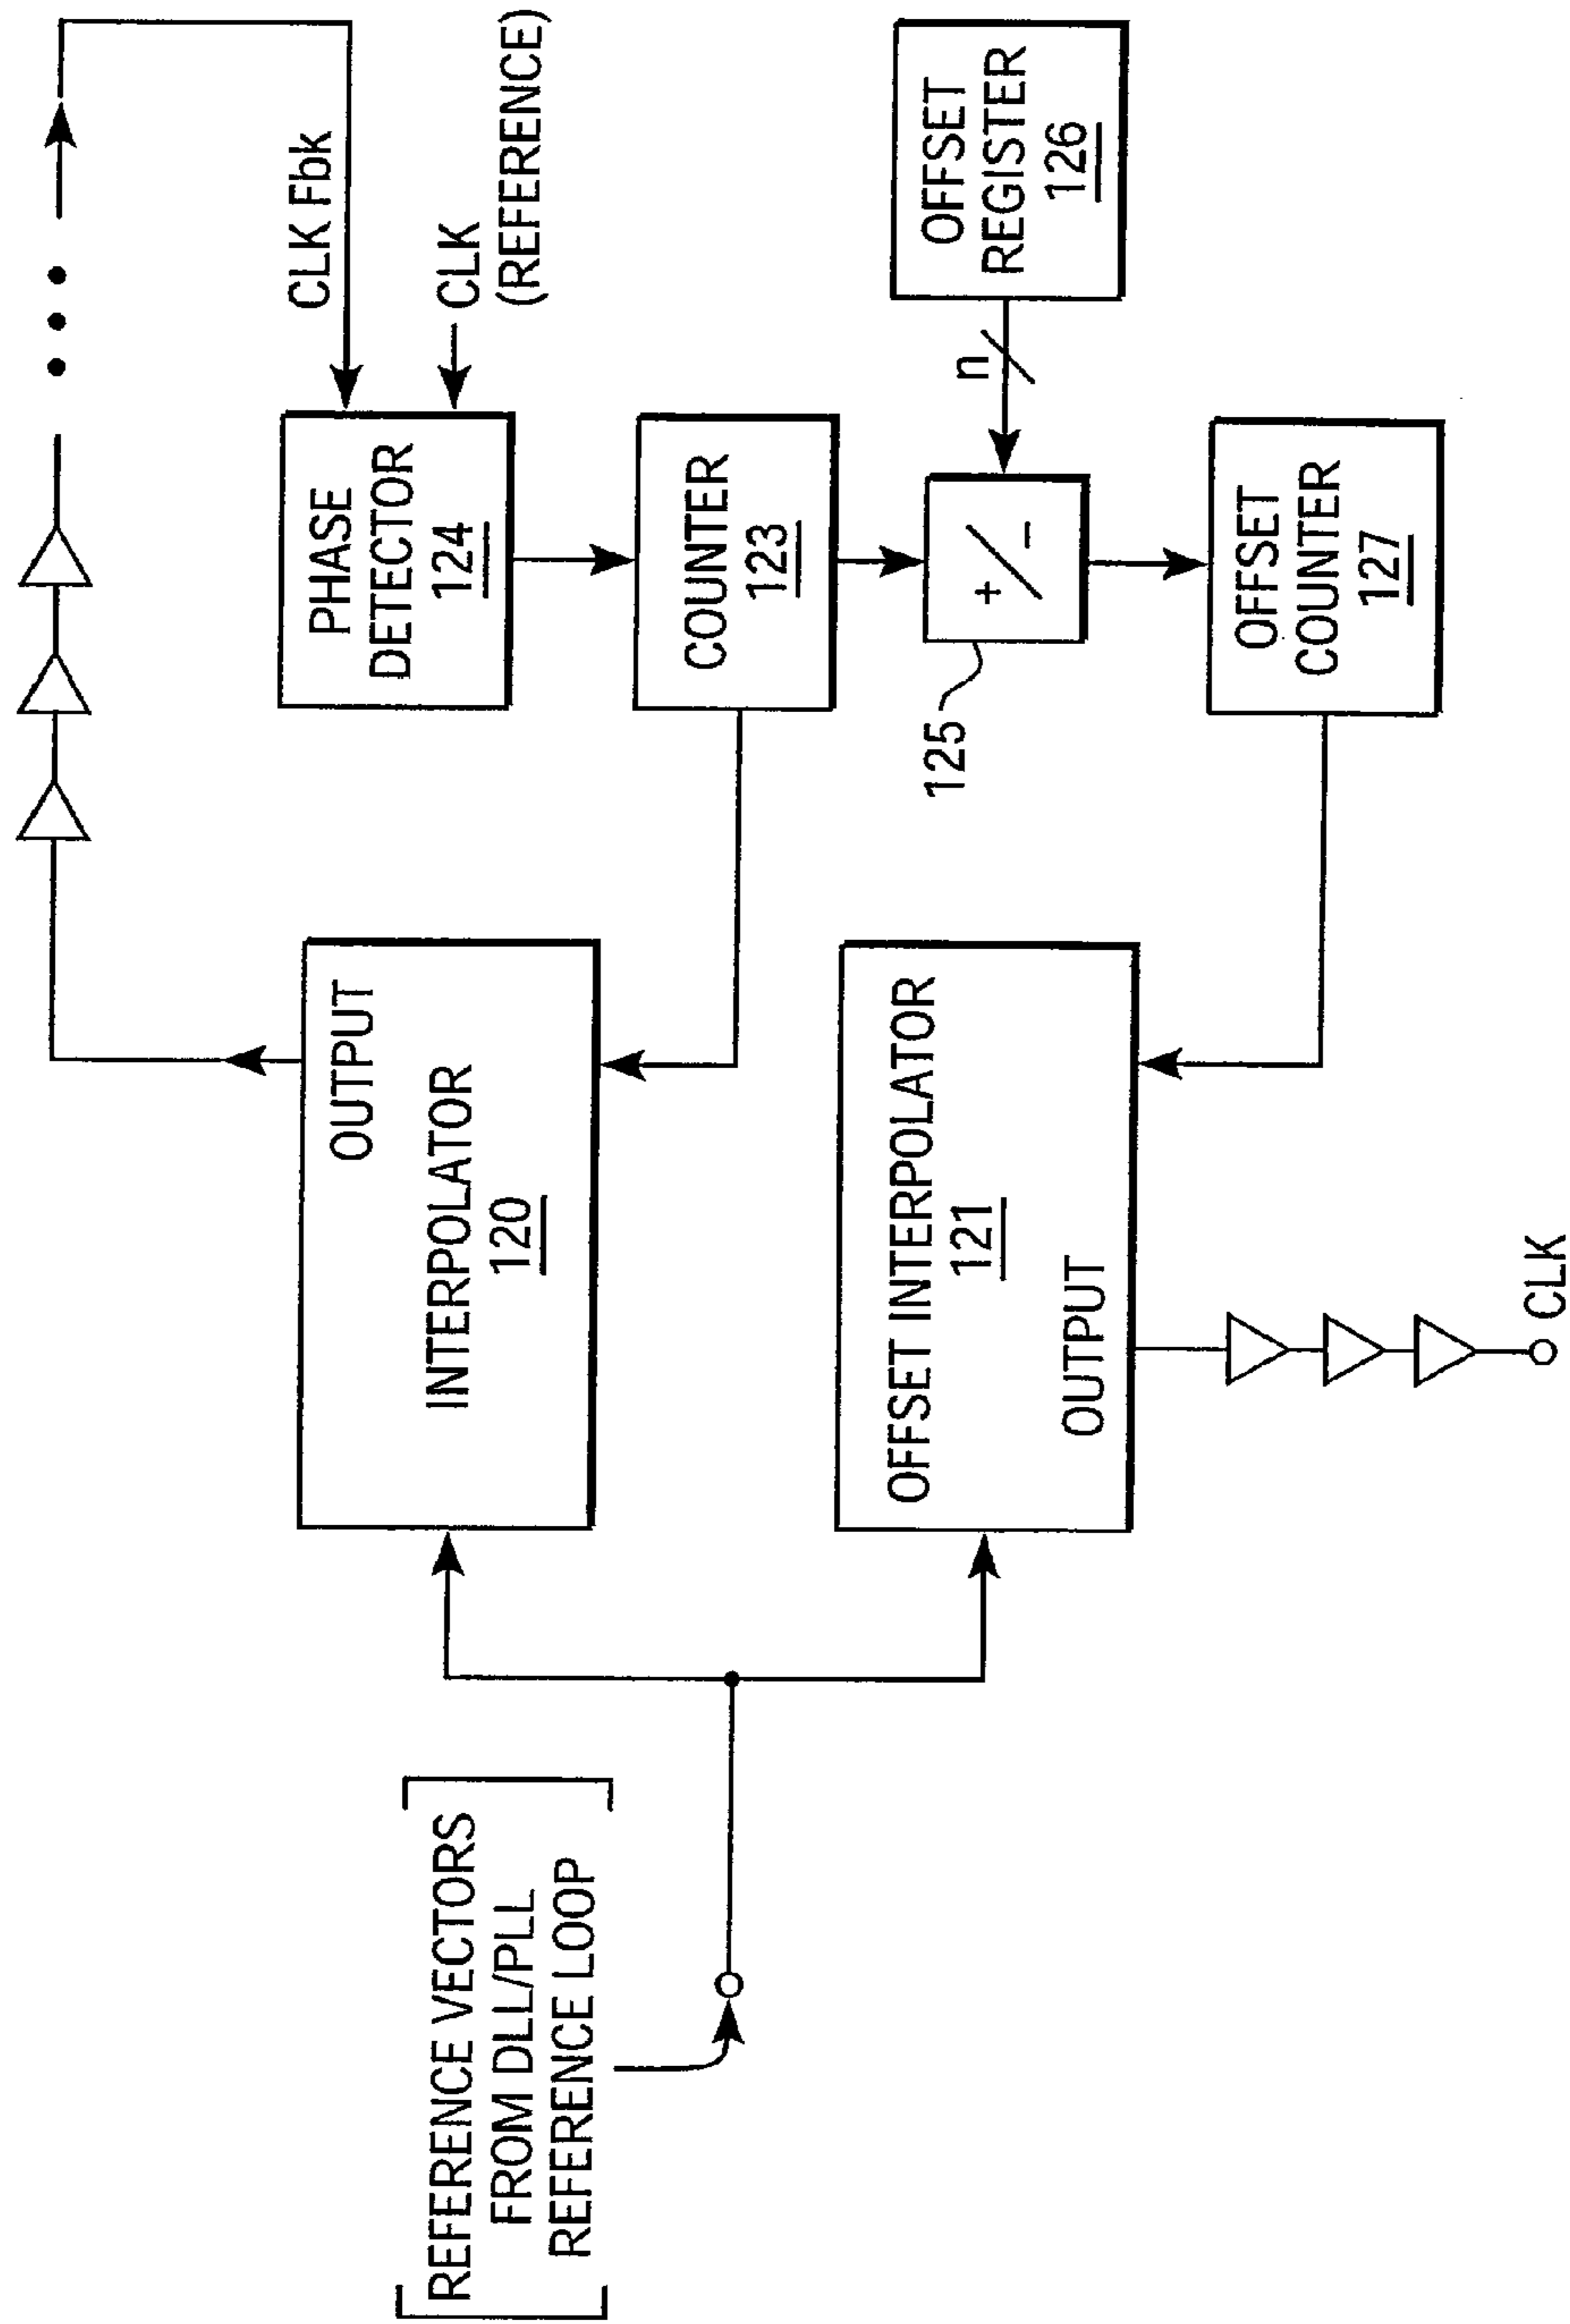 CLK Fbk
CLK
(REFERENCE)
PHASE
DETECTOR
124
COUNTER
123
n
OFFSET
REGISTER
126
+/-
125
OFFSET
COUNTER
127
OUTPUT
INTERPOLATOR
120
OFFSET INTERPOLATOR
121
OUTPUT
CLK
REFERENCE VECTORS
FROM DLL/PLL
REFERENCE LOOP